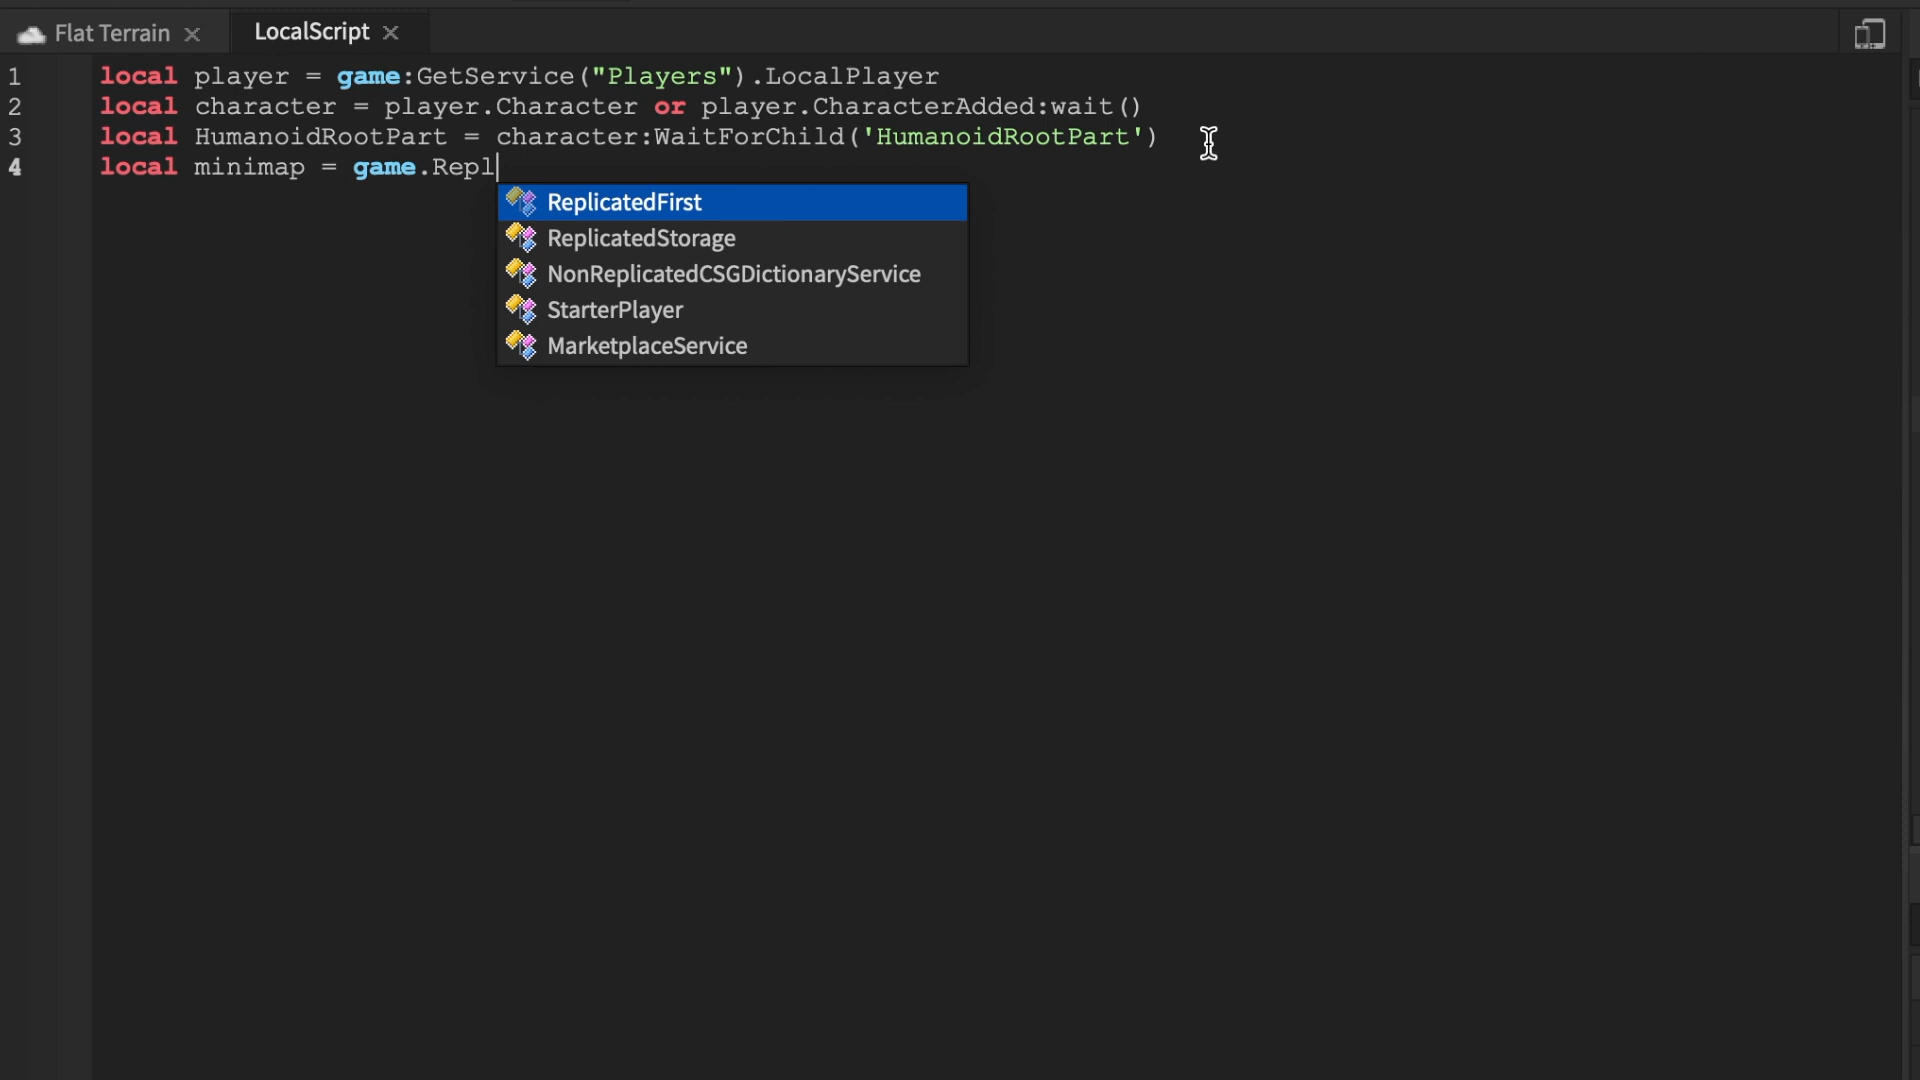 Flat Terrain
LocalScript
1 local player = game:GetService("Players").LocalPlayer
2 local character = player.Character or player.CharacterAdded:wait()
3 local HumanoidRootPart = character:WaitForChild('HumanoidRootPart')
4 local minimap = game.Repl
ReplicatedFirst
ReplicatedStorage
NonReplicatedCSGDictionaryService
StarterPlayer
MarketplaceService